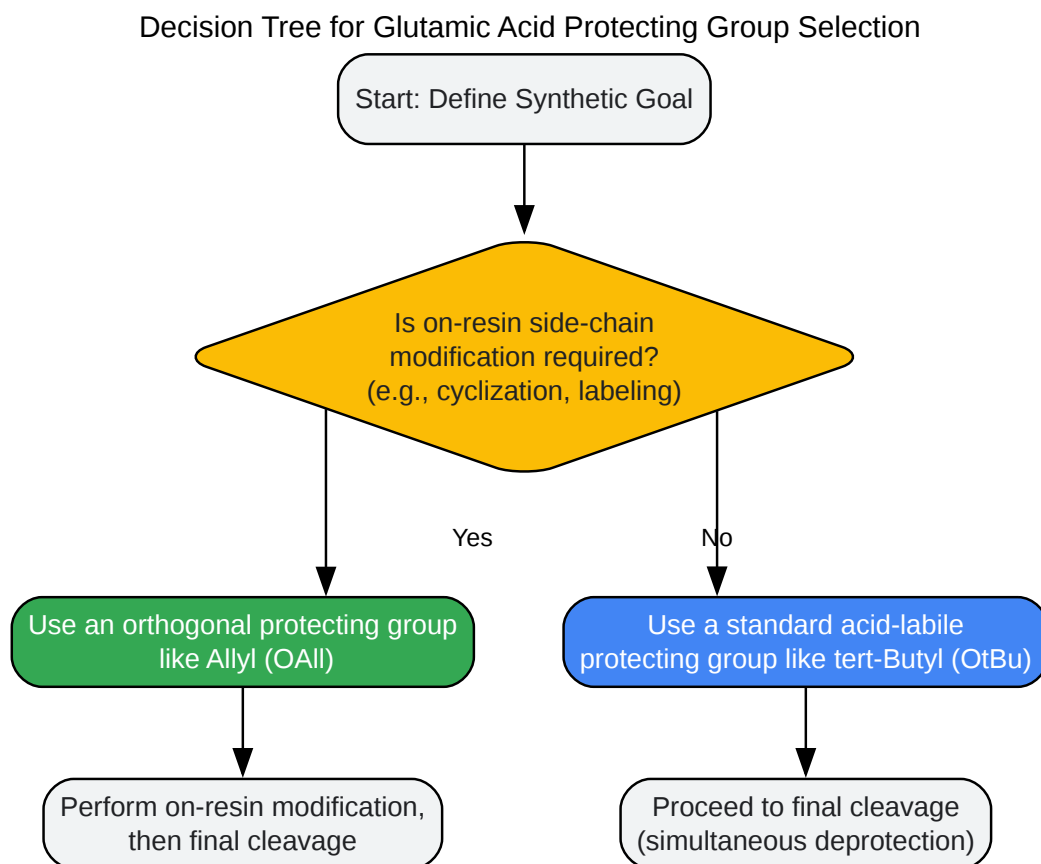 Decision Tree for Glutamic Acid Protecting Group Selection
Start: Define Synthetic Goal
Is on-resin side-chain
modification required?
(e.g., cyclization, labeling)
Yes
No
Use an orthogonal protecting group
like Allyl (OAll)
Use a standard acid-labile
protecting group like tert-Butyl (OtBu)
Perform on-resin modification,
then final cleavage
Proceed to final cleavage
(simultaneous deprotection)